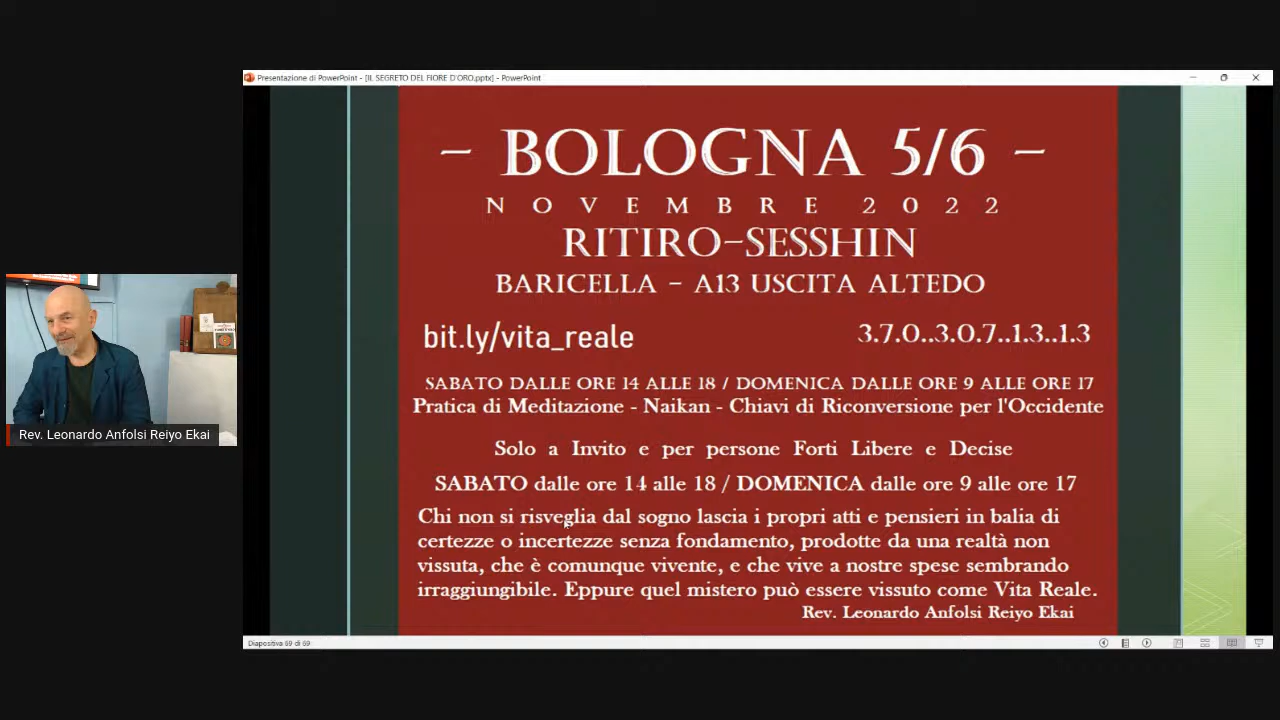 Presentazione di PowerPoint - [IL SEGRETO DEL FIORE D'ORO.pptx] - PowerPoint
– BOLOGNA 5/6 –
NOVEMBRE 2022
RITIRO-SESSHIN
BARICELLA - A13 USCITA ALTEDO
bit.ly/vita_reale 3.7.0..3.0.7..1.3..1.3
SABATO DALLE ORE 14 ALLE 18 / DOMENICA DALLE ORE 9 ALLE ORE 17
Pratica di Meditazione - Naikan - Chiavi di Riconversione per l'Occidente
Solo a Invito e per persone Forti Libere e Decise
SABATO dalle ore 14 alle 18 / DOMENICA dalle ore 9 alle ore 17
Chi non si risveglia dal sogno lascia i propri atti e pensieri in balia di
certezze o incertezze senza fondamento, prodotte da una realtà non
vissuta, che è comunque vivente, e che vive a nostre spese sembrando
irraggiungibile. Eppure quel mistero può essere vissuto come Vita Reale.
Rev. Leonardo Anfolsi Reiyo Ekai
Rev. Leonardo Anfolsi Reiyo Ekai
Diapositiva 69 di 69